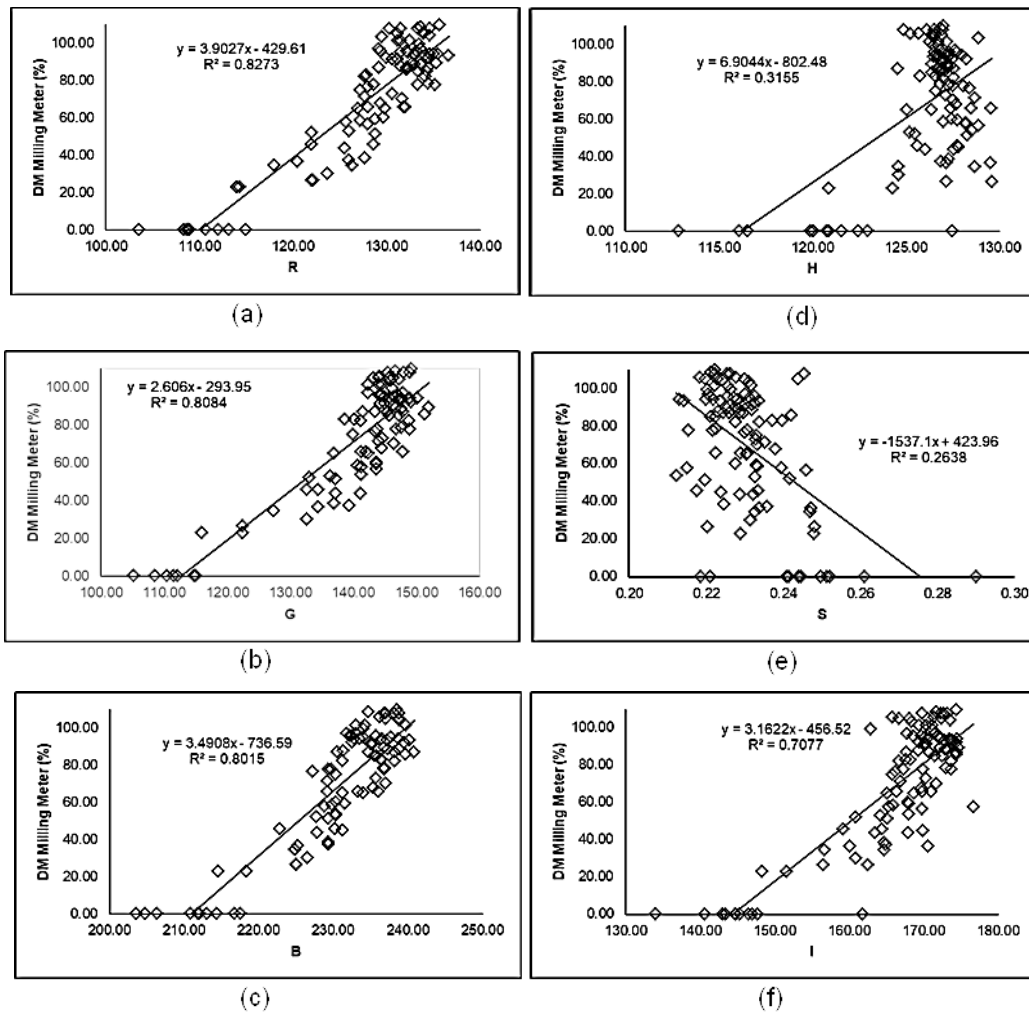 DM Milling Meter (%)
100.00
80.00
60.00
40.00
20.00
0.00
y = 3.9027x - 429.61
R² = 0.8273
100.00 110.00 120.00 130.00 140.00
R
(a)
DM Milling Meter (%)
100.00
80.00
60.00
40.00
20.00
0.00
y = 6.9044x - 802.48
R² = 0.3155
110.00 115.00 120.00 125.00 130.00
H
(d)
DM Milling Meter (%)
100.00
80.00
60.00
40.00
20.00
0.00
y = 2.606x - 293.95
R² = 0.8084
100.00 110.00 120.00 130.00 140.00 150.00 160.00
G
(b)
DM Milling Meter (%)
100.00
80.00
60.00
40.00
20.00
0.00
y = -1537.1x + 423.96
R² = 0.2638
0.20 0.22 0.24 0.26 0.28 0.30
S
(e)
DM Milling Meter (%)
100.00
80.00
60.00
40.00
20.00
0.00
y = 3.4908x - 736.59
R² = 0.8015
200.00 210.00 220.00 230.00 240.00 250.00
B
(c)
DM Milling Meter (%)
100.00
80.00
60.00
40.00
20.00
0.00
y = 3.1622x - 456.52
R² = 0.7077
130.00 140.00 150.00 160.00 170.00 180.00
I
(f)